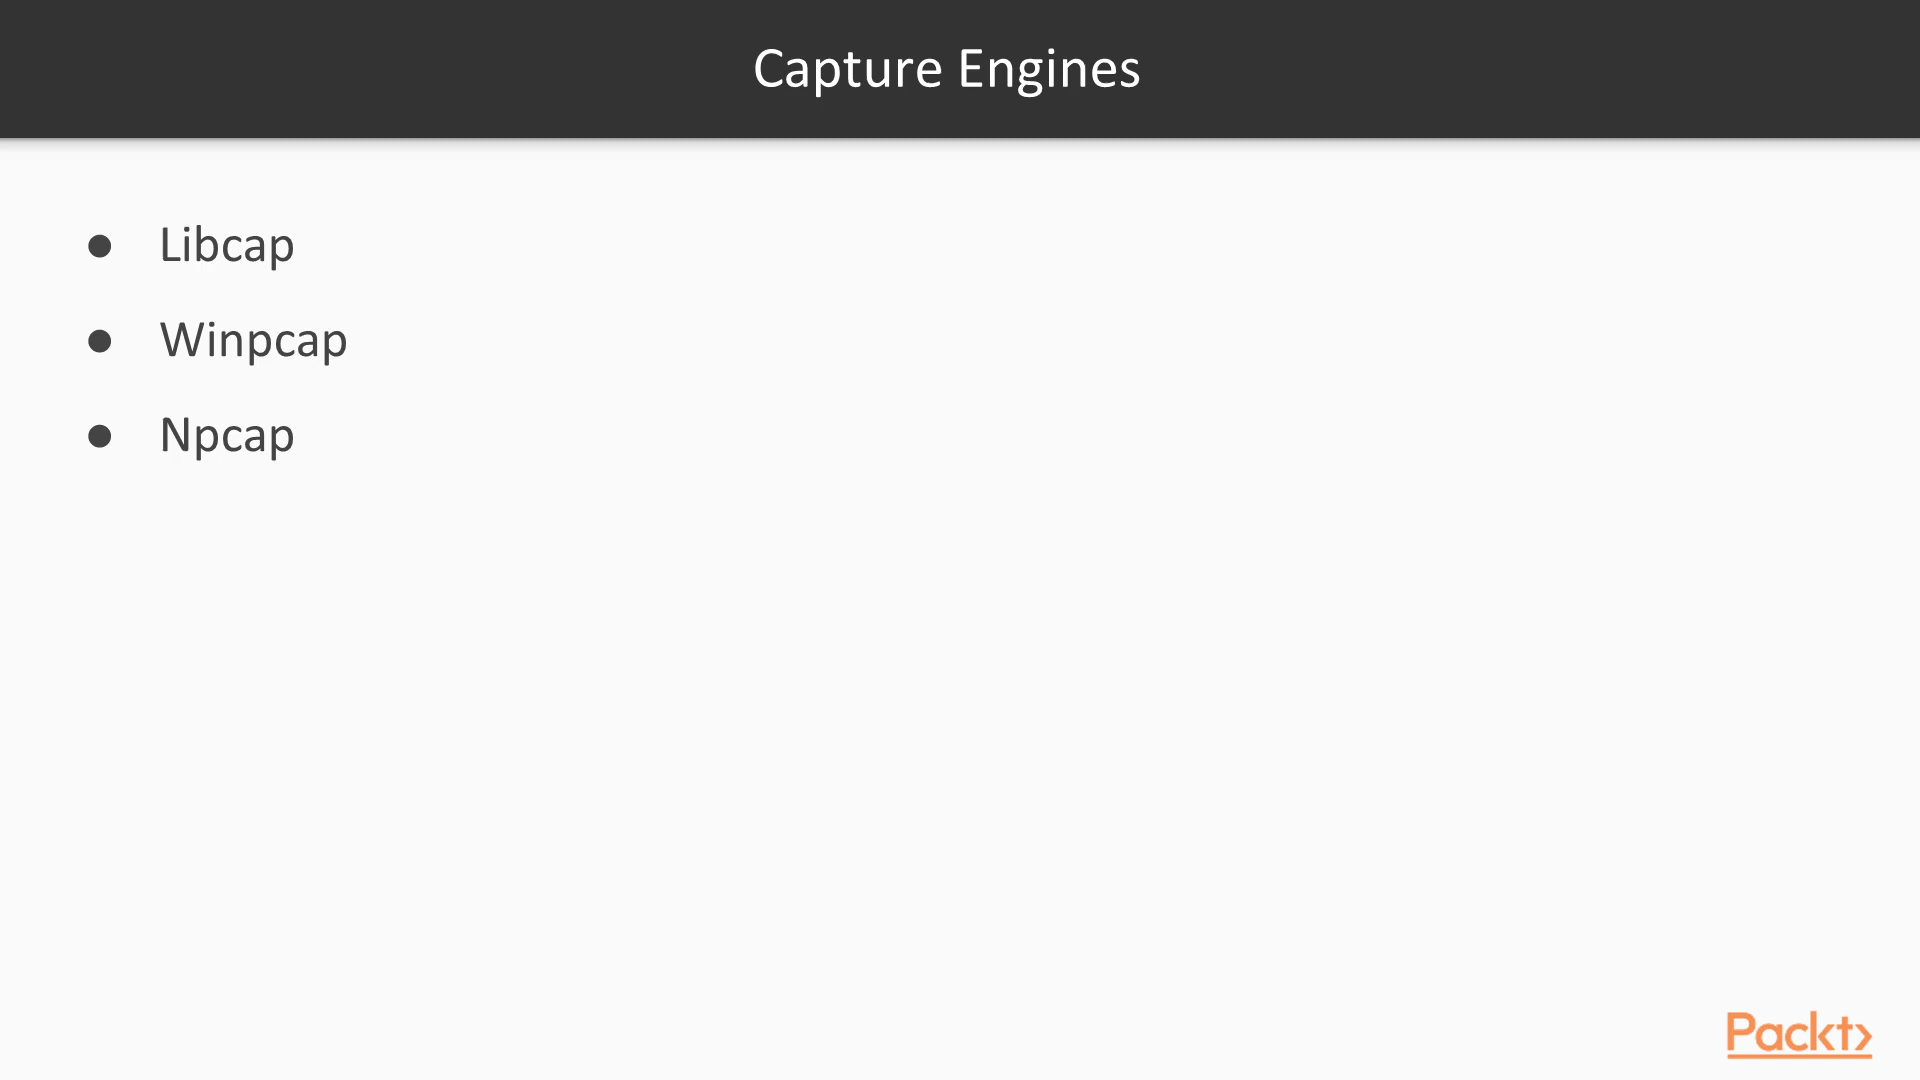 Capture Engines
● Libcap
● Winpcap
● Npcap
Packt>